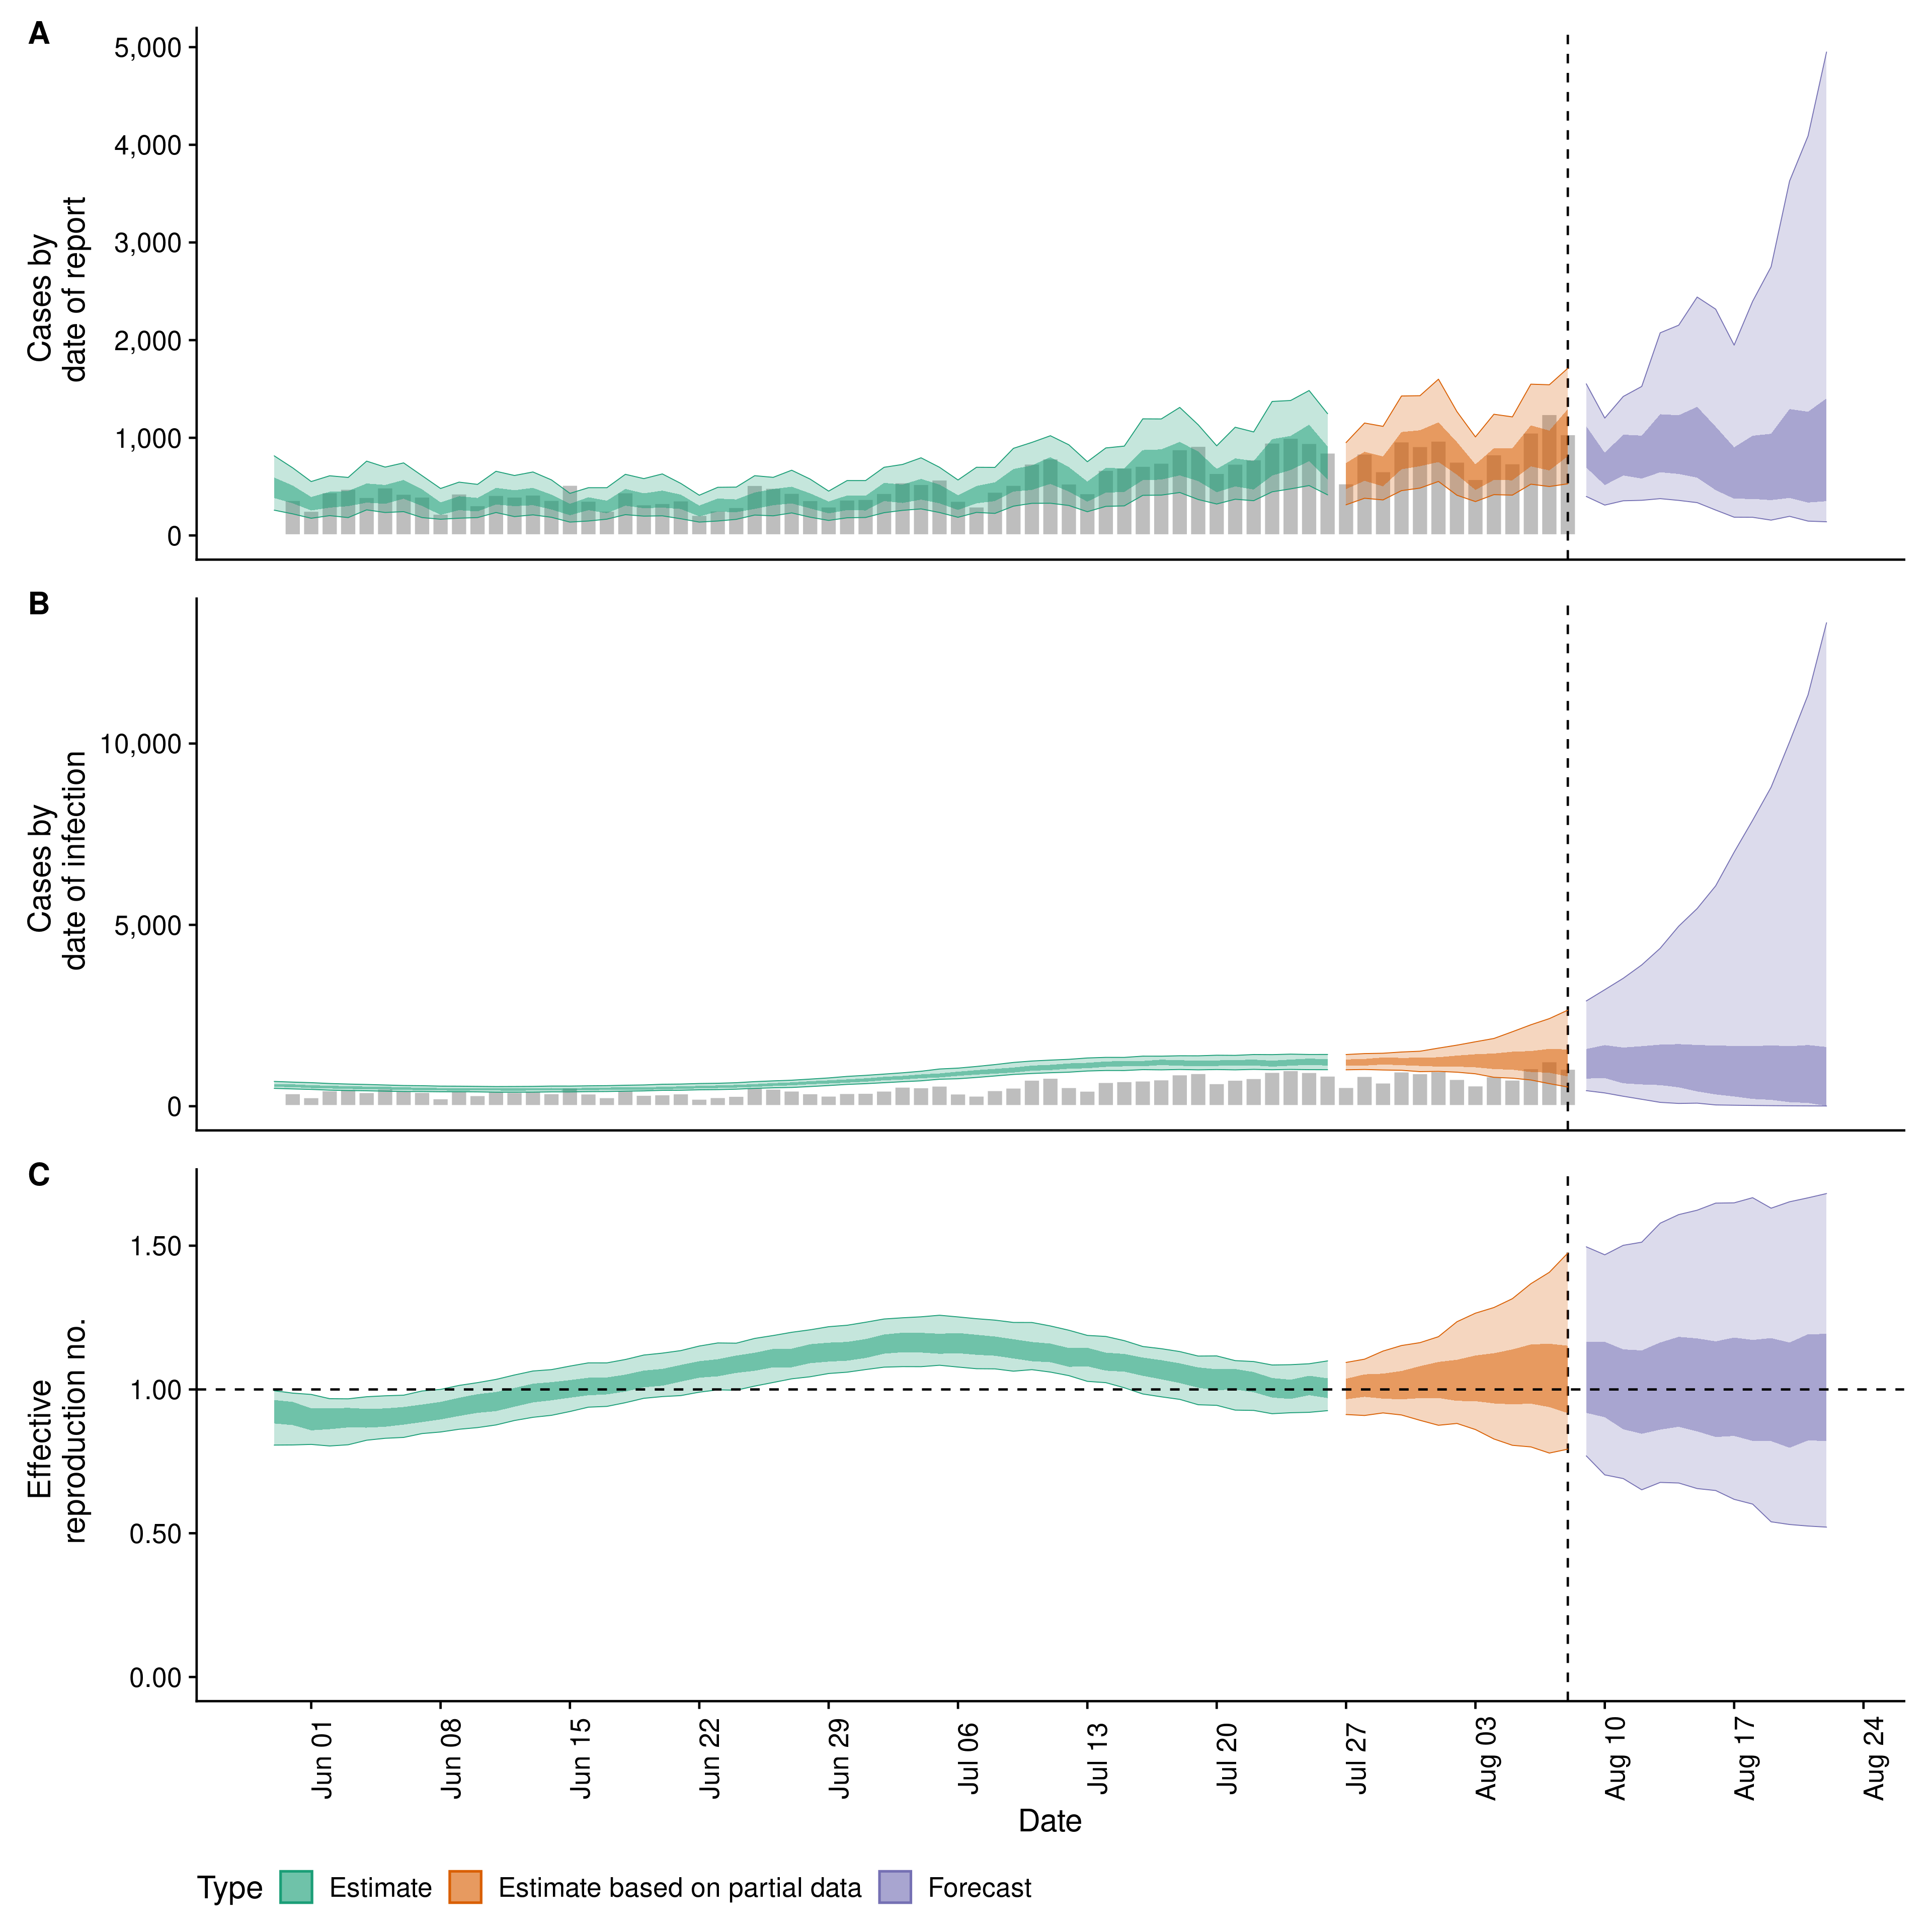 A
5,000
4,000
3,000
2,000
1,000
0
Cases by
date of report
B
10,000
5,000
0
Cases by
date of infection
C
1.50
1.00
0.50
0.00
Effective
reproduction no.
Jun 01
Jun 08
Jun 15
Jun 22
Jun 29
Jul 06
Jul 13
Jul 20
Jul 27
Aug 03
Aug 10
Aug 17
Aug 24
Date
Type Estimate Estimate based on partial data Forecast